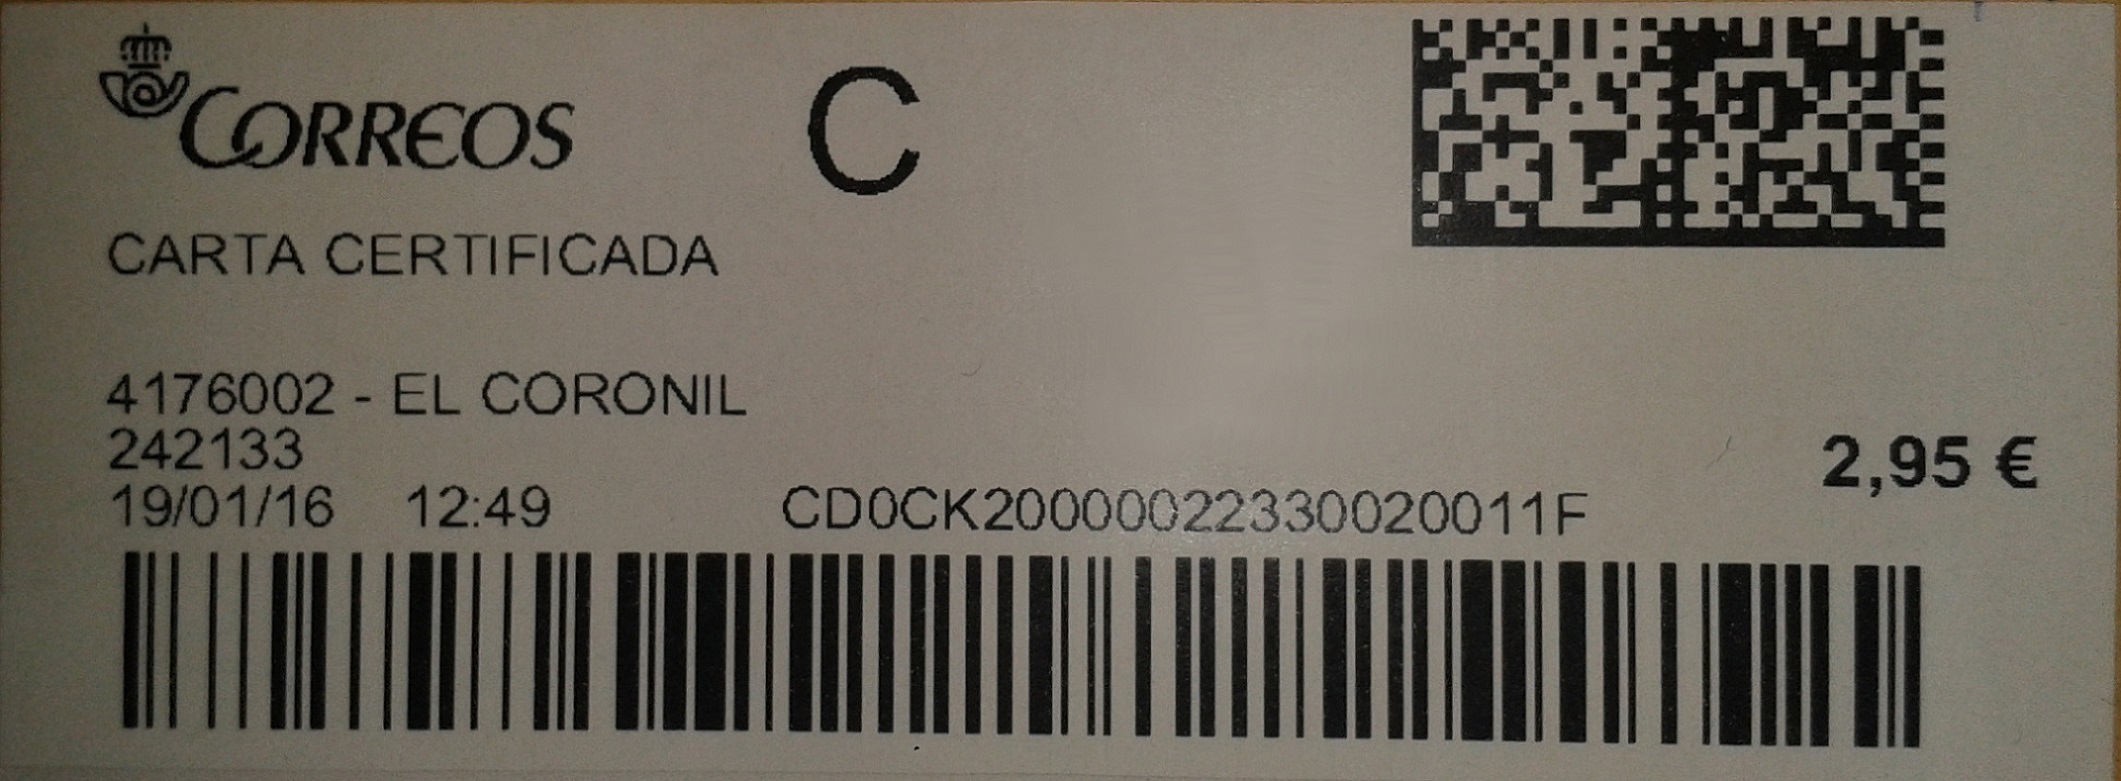 CORREOS
C
CARTA CERTIFICADA
4176002 - EL CORONIL
242133
2,95 €
19/01/16 12:49 CD0CK20000022330020011F